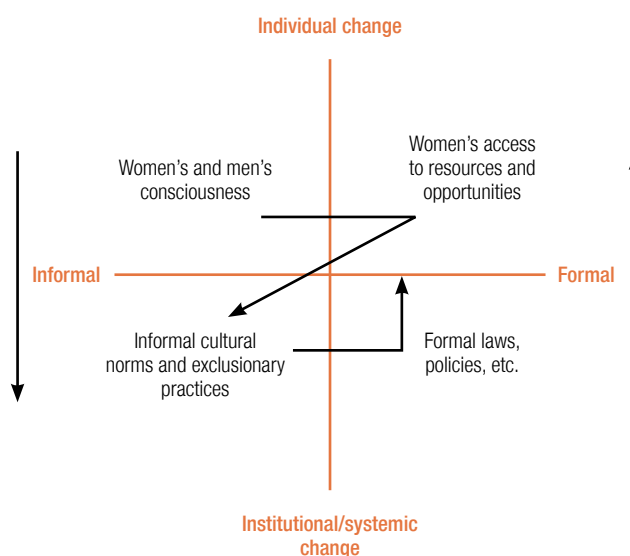 Individual change
Women’s and men’s
consciousness
Women’s access
to resources and
opportunities
Informal
Formal
Informal cultural
norms and exclusionary
practices
Formal laws,
policies, etc.
Institutional/systemic
change